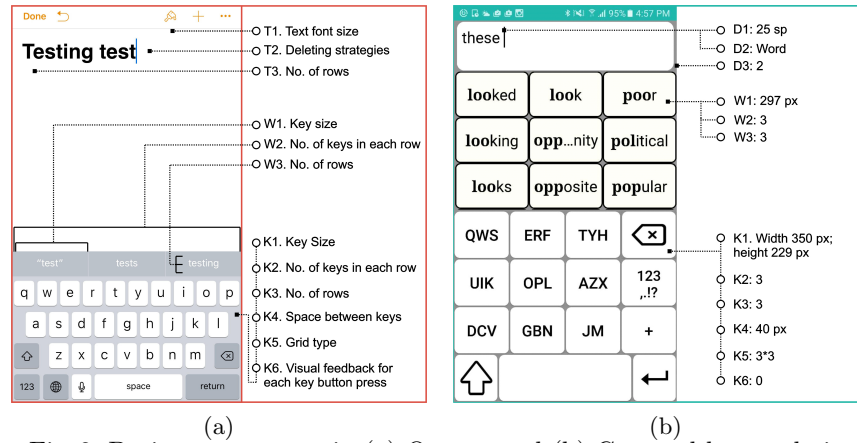 Done
T1. Text font size
Testing test
T2. Deleting strategies
T3. No. of rows
W1. Key size
W2. No. of keys in each row
W3. No. of rows
K1. Key Size
"test" tests testing
K2. No. of keys in each row
q w e r t y u i o p
K3. No. of rows
a s d f g h j k l
K4. Space between keys
K5. Grid type
z x c v b n m
K6. Visual feedback for
each key button press
123 space return
(a)
95% 4:57 PM
these
D1: 25 sp
D2: Word
D3: 2
looked look poor
W1: 297 px
W2: 3
looking opp...nity political
W3: 3
looks opposite popular
QWS ERF TYH
K1. Width 350 px;
height 229 px
UIK OPL AZX 123
,.!?
K2: 3
K3: 3
DCV GBN JM +
K4: 40 px
K5: 3*3
K6: 0
(b)